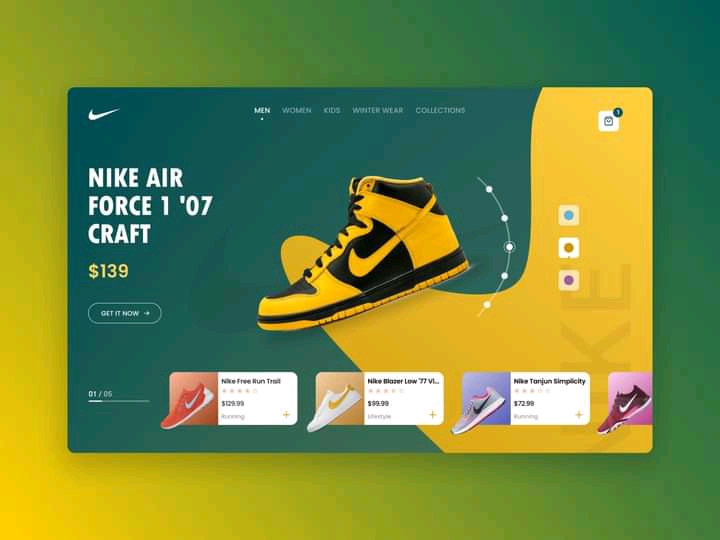 MEN WOMEN KIDS WINTER WEAR COLLECTIONS
1
NIKE AIR
FORCE 1 '07
CRAFT
$139
GET IT NOW
NIKE
01 / 05
Nike Free Run Trail
$129.99
Running
Nike Blazer Low '77 Vi...
$99.99
Lifestyle
Nike Tanjun Simplicity
$72.99
Running